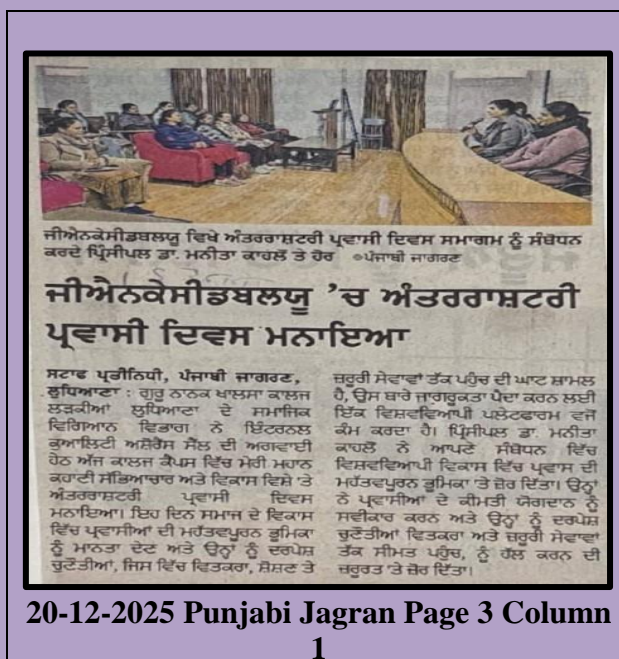 ਜੀਐਨਕੇਸੀਡਬਲਯੂ ਵਿਖੇ ਅੰਤਰਰਾਸ਼ਟਰੀ ਪ੍ਰਵਾਸੀ ਦਿਵਸ ਸਮਾਗਮ ਨੂੰ ਸੰਬੋਧਨ
ਕਰਦੇ ਪ੍ਰਿੰਸੀਪਲ ਡਾ. ਮਨੀਤਾ ਕਾਹਲੋਂ ਤੇ ਹੋਰ ●ਪੰਜਾਬੀ ਜਾਗਰਣ
ਜੀਐਨਕੇਸੀਡਬਲਯੂ ’ਚ ਅੰਤਰਰਾਸ਼ਟਰੀ
ਪ੍ਰਵਾਸੀ ਦਿਵਸ ਮਨਾਇਆ
ਸਟਾਫ ਪ੍ਰਤੀਨਿਧੀ, ਪੰਜਾਬੀ ਜਾਗਰਣ,
ਲੁਧਿਆਣਾ : ਗੁਰੂ ਨਾਨਕ ਖਾਲਸਾ ਕਾਲਜ
ਲੜਕੀਆਂ ਲੁਧਿਆਣਾ ਦੇ ਸਮਾਜਿਕ
ਵਿਗਿਆਨ ਵਿਭਾਗ ਨੇ ਇੰਟਰਨਲ
ਕੁਆਲਿਟੀ ਅਸ਼ੋਰੈਂਸ ਸੈੱਲ ਦੀ ਅਗਵਾਈ
ਹੇਠ ਅੱਜ ਕਾਲਜ ਕੈਂਪਸ ਵਿੱਚ ਮੇਰੀ ਮਹਾਨ
ਕਹਾਣੀ ਸੱਭਿਆਚਾਰ ਅਤੇ ਵਿਕਾਸ ਵਿਸ਼ੇ 'ਤੇ
ਅੰਤਰਰਾਸ਼ਟਰੀ ਪ੍ਰਵਾਸੀ ਦਿਵਸ
ਮਨਾਇਆ। ਇਹ ਦਿਨ ਸਮਾਜ ਦੇ ਵਿਕਾਸ
ਵਿੱਚ ਪ੍ਰਵਾਸੀਆਂ ਦੀ ਮਹੱਤਵਪੂਰਨ ਭੂਮਿਕਾ
ਨੂੰ ਮਾਨਤਾ ਦੇਣ ਅਤੇ ਉਨ੍ਹਾਂ ਨੂੰ ਦਰਪੇਸ਼
ਚੁਣੌਤੀਆਂ, ਜਿਸ ਵਿੱਚ ਵਿਤਕਰਾ, ਸ਼ੋਸ਼ਣ ਤੇ
ਜ਼ਰੂਰੀ ਸੇਵਾਵਾਂ ਤੱਕ ਪਹੁੰਚ ਦੀ ਘਾਟ ਸ਼ਾਮਲ
ਹੈ, ਉਸ ਬਾਰੇ ਜਾਗਰੂਕਤਾ ਪੈਦਾ ਕਰਨ ਲਈ
ਇੱਕ ਵਿਸ਼ਵਵਿਆਪੀ ਪਲੇਟਫਾਰਮ ਵਜੋਂ
ਕੰਮ ਕਰਦਾ ਹੈ। ਪ੍ਰਿੰਸੀਪਲ ਡਾ. ਮਨੀਤਾ
ਕਾਹਲੋਂ ਨੇ ਆਪਣੇ ਸੰਬੋਧਨ ਵਿੱਚ
ਵਿਸ਼ਵਵਿਆਪੀ ਵਿਕਾਸ ਵਿੱਚ ਪ੍ਰਵਾਸ ਦੀ
ਮਹੱਤਵਪੂਰਨ ਭੂਮਿਕਾ 'ਤੇ ਜ਼ੋਰ ਦਿੱਤਾ। ਉਨ੍ਹਾਂ
ਨੇ ਪ੍ਰਵਾਸੀਆਂ ਦੇ ਕੀਮਤੀ ਯੋਗਦਾਨ ਨੂੰ
ਸਵੀਕਾਰ ਕਰਨ ਅਤੇ ਉਨ੍ਹਾਂ ਨੂੰ ਦਰਪੇਸ਼
ਚੁਣੌਤੀਆਂ ਵਿਤਕਰਾ ਅਤੇ ਜ਼ਰੂਰੀ ਸੇਵਾਵਾਂ
ਤੱਕ ਸੀਮਤ ਪਹੁੰਚ, ਨੂੰ ਹੱਲ ਕਰਨ ਦੀ
ਜ਼ਰੂਰਤ 'ਤੇ ਜ਼ੋਰ ਦਿੱਤਾ।
20-12-2025 Punjabi Jagran Page 3 Column
1